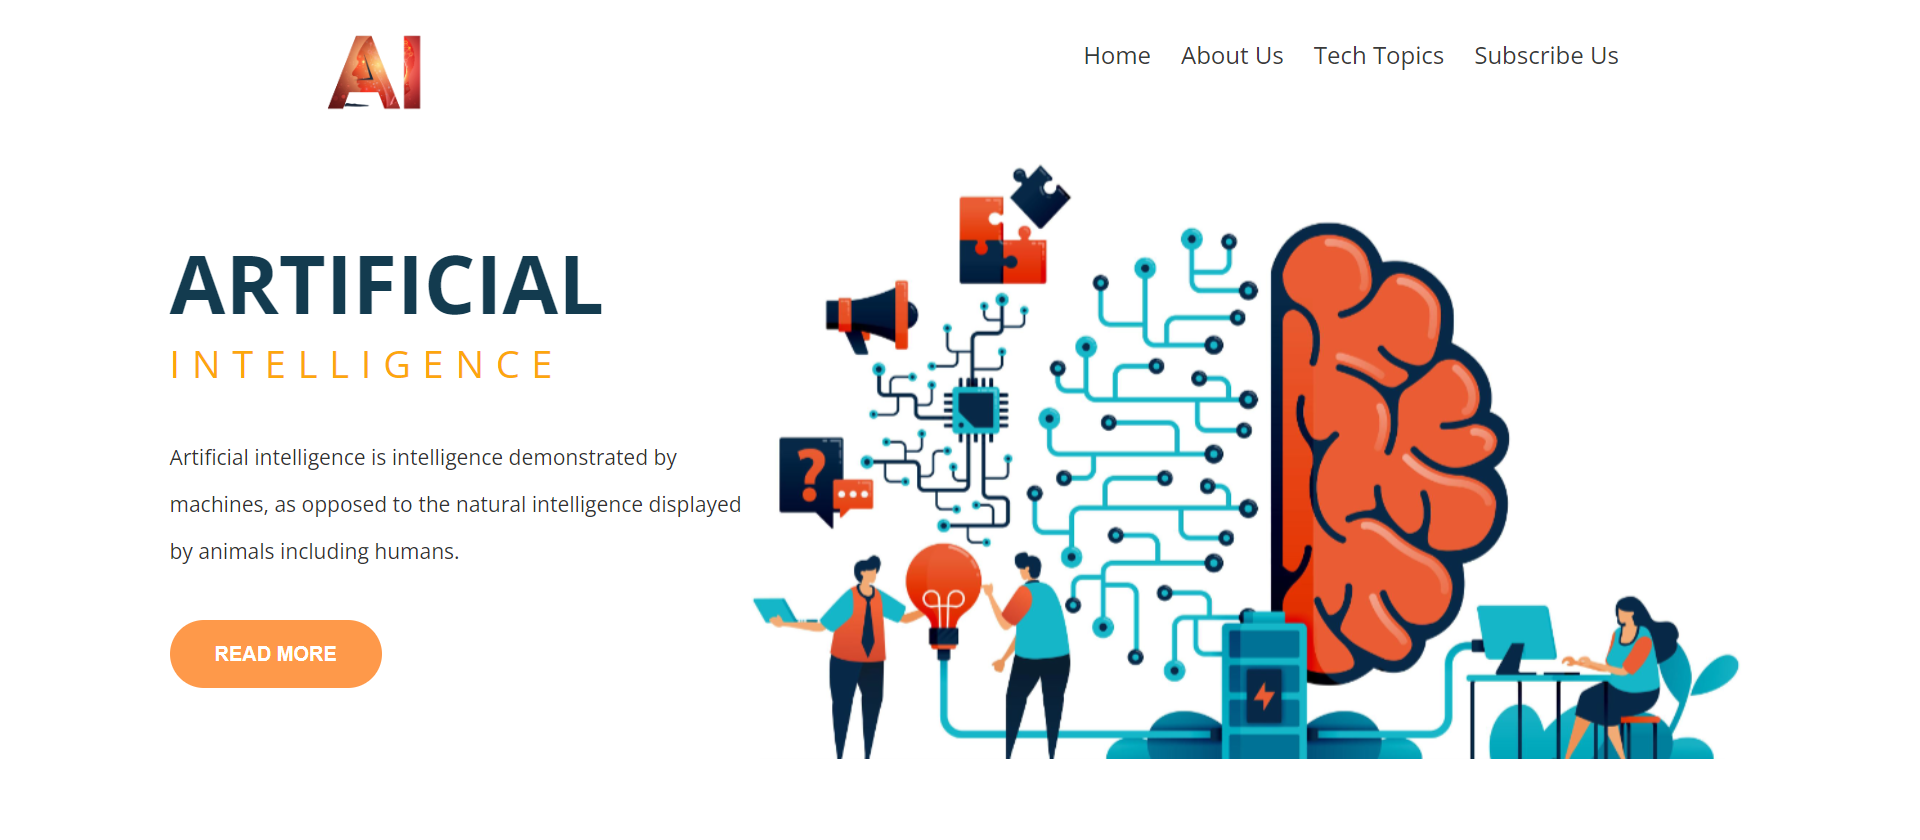 AI
Home About Us Tech Topics Subscribe Us
ARTIFICIAL
INTELLIGENCE
Artificial intelligence is intelligence demonstrated by
machines, as opposed to the natural intelligence displayed
by animals including humans.
READ MORE
?